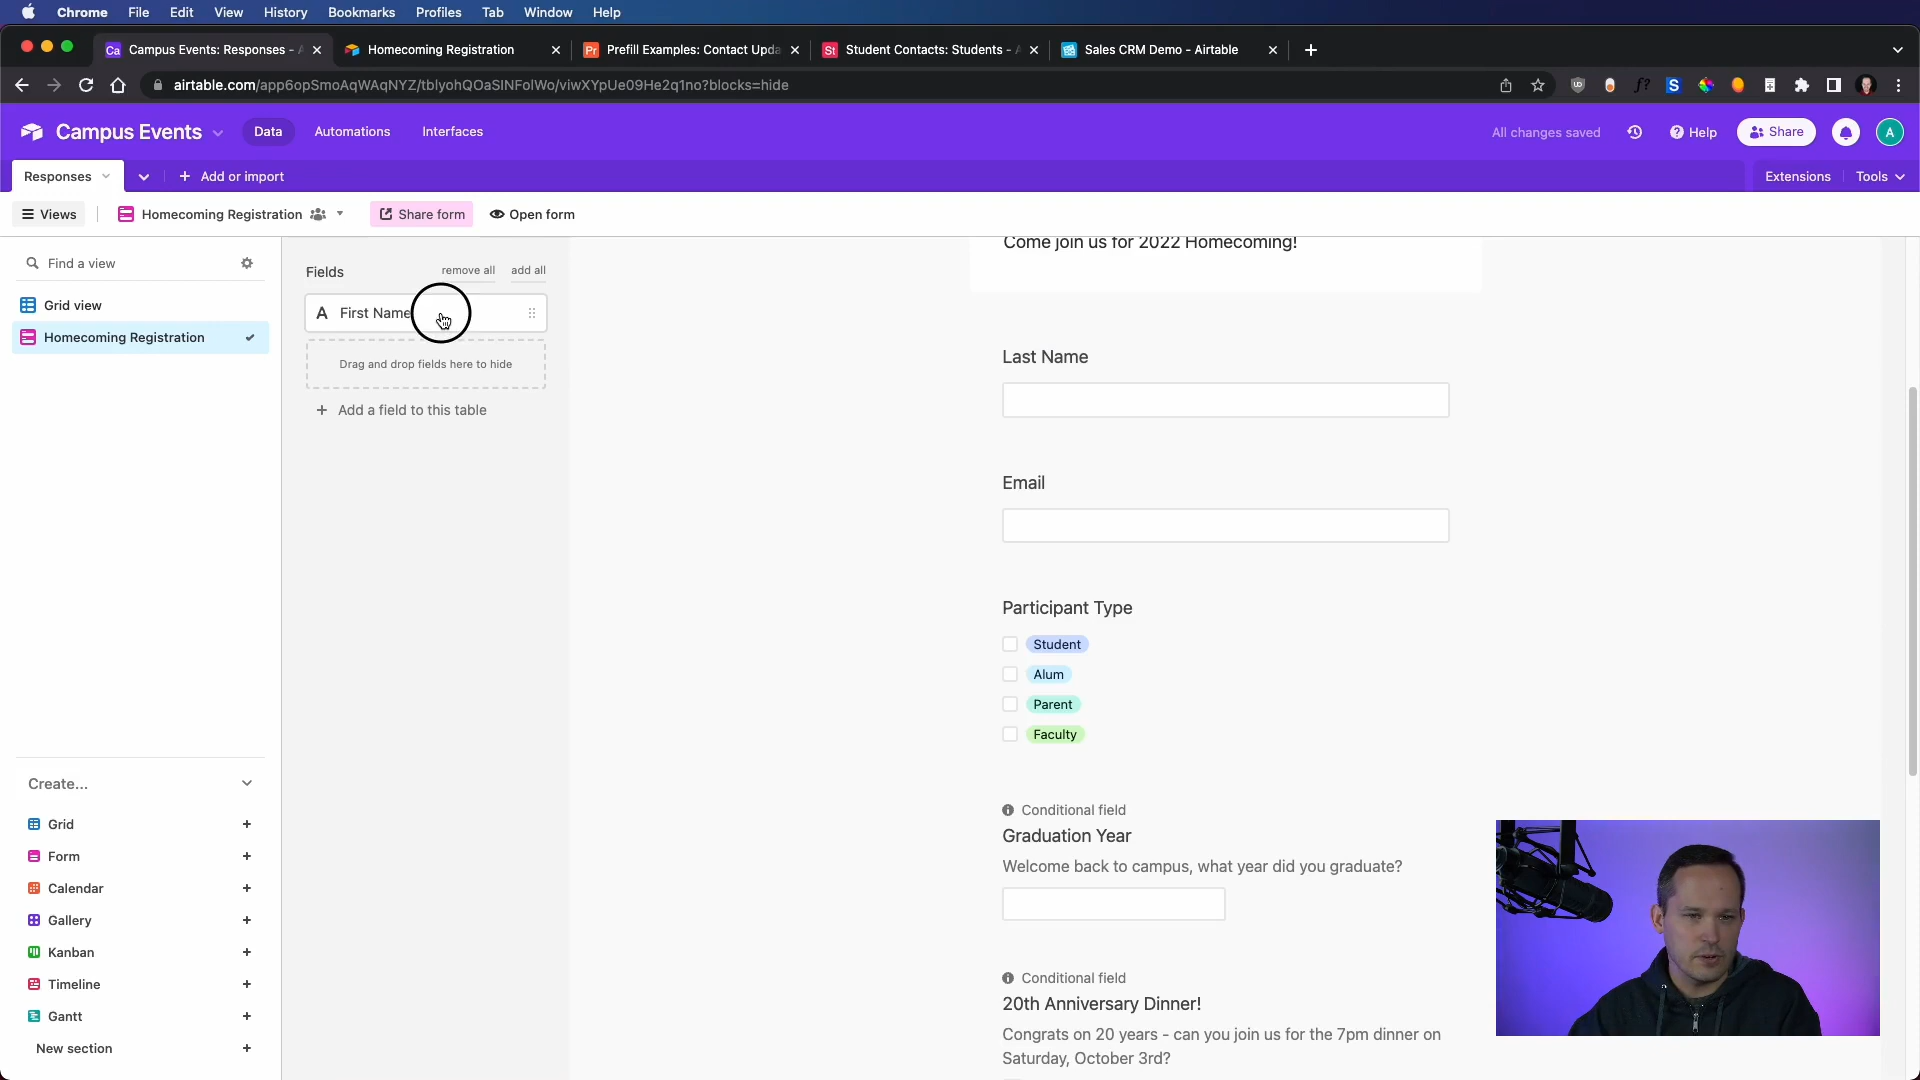 Chrome File Edit View History Bookmarks Profiles Tab Window Help
Ca Campus Events: Responses - A
Homecoming Registration
Pr Prefill Examples: Contact Upda
St Student Contacts: Students - A
Sales CRM Demo - Airtable
airtable.com/app6opSmoAqWAqNYZ/tblyohQOaSINFolWo/viwXYpUe09He2q1no?blocks=hide
Campus Events Data Automations Interfaces All changes saved Help Share A
Responses Add or import Extensions Tools
Views Homecoming Registration Share form Open form
Find a view
Grid view
Homecoming Registration
Create...
Grid
Form
Calendar
Gallery
Kanban
Timeline
Gantt
New section
Fields remove all add all
A First Name
Drag and drop fields here to hide
Add a field to this table
Come join us for 2022 Homecoming!
Last Name
Email
Participant Type
Student
Alum
Parent
Faculty
Conditional field
Graduation Year
Welcome back to campus, what year did you graduate?
Conditional field
20th Anniversary Dinner!
Congrats on 20 years - can you join us for the 7pm dinner on
Saturday, October 3rd?